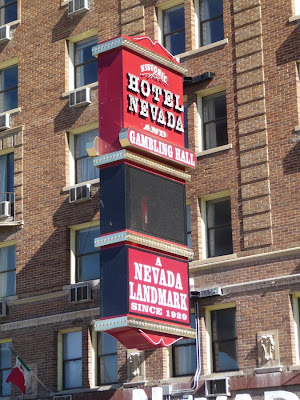 HISTORIC
HOTEL
NEVADA
AND
GAMBLING HALL
A
NEVADA
LANDMARK
SINCE 1929